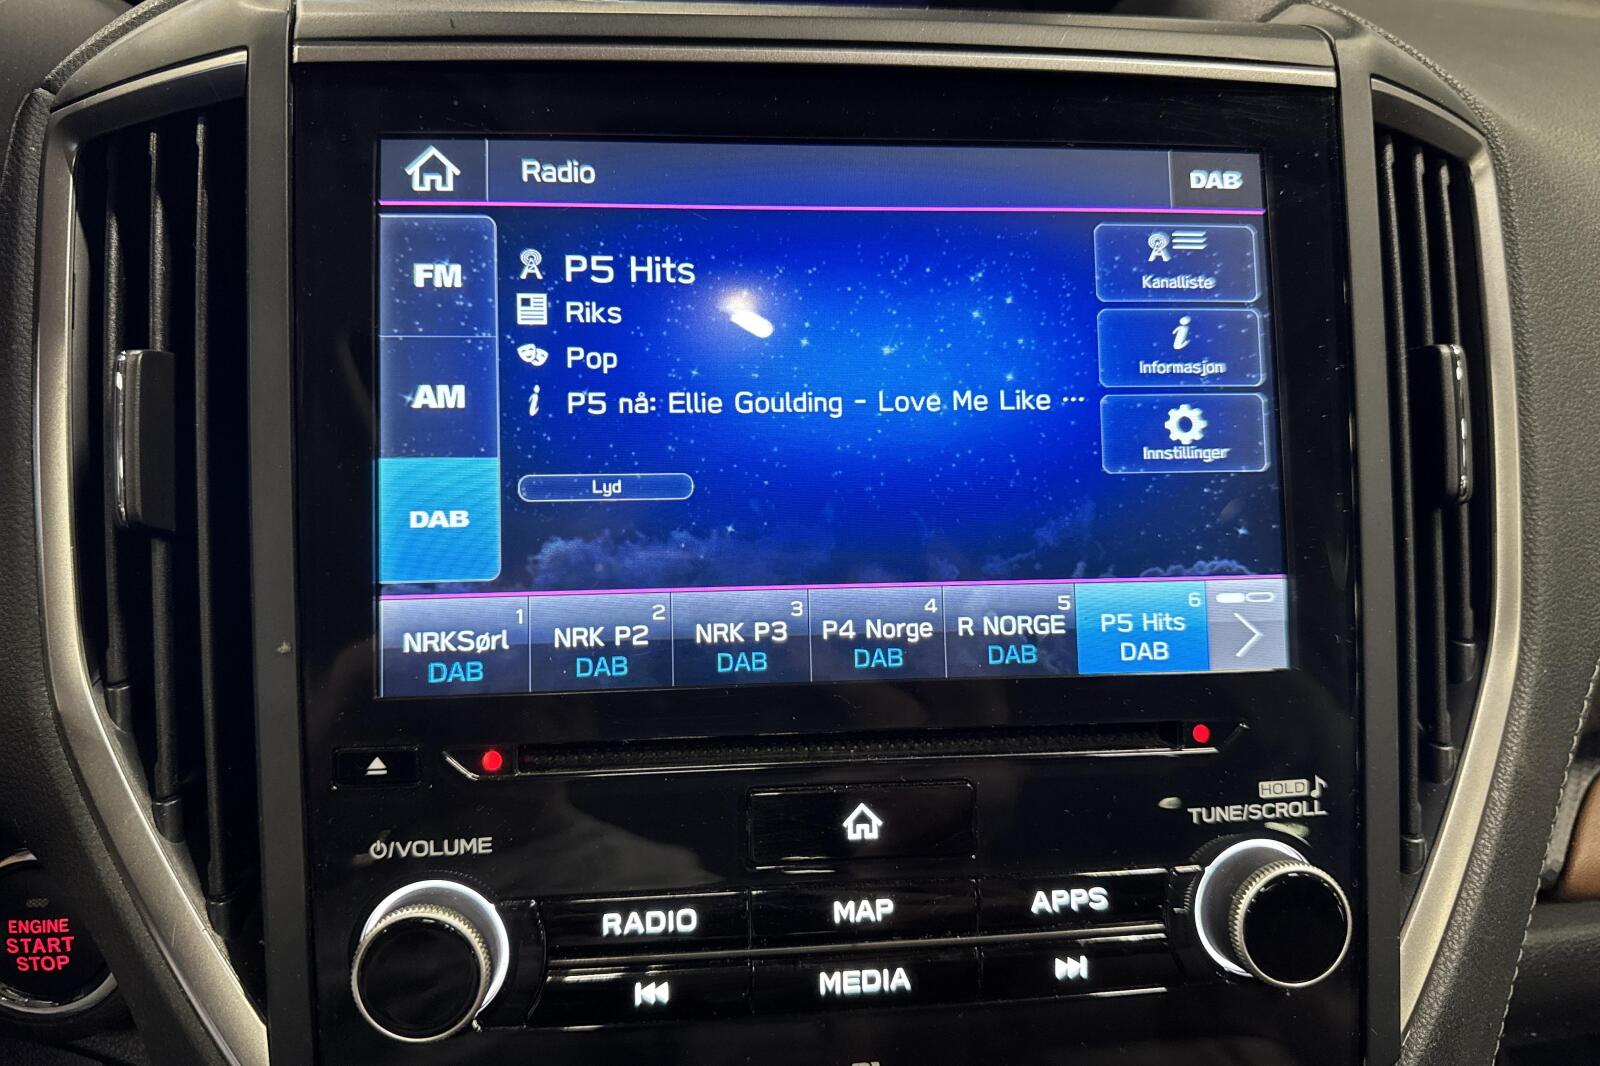 Radio
DAB
FM
AM
DAB
P5 Hits
Riks
Pop
P5 nå: Ellie Goulding - Love Me Like ...
Lyd
Kanalliste
Informasjon
Innstillinger
1
NRKSørl
DAB
2
NRK P2
DAB
3
NRK P3
DAB
4
P4 Norge
DAB
5
R NORGE
DAB
6
P5 Hits
DAB
/VOLUME
HOLD
TUNE/SCROLL
RADIO
MAP
APPS
MEDIA
ENGINE
START
STOP